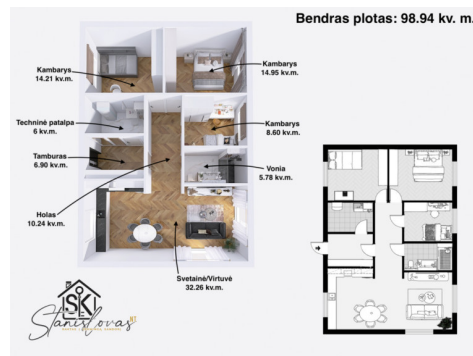 Bendras plotas: 98.94 kv. m.
Kambarys
14.21 kv.m.
Kambarys
14.95 kv.m.
Techninė patalpa
6 kv.m.
Kambarys
8.60 kv.m.
Tamburas
6.90 kv.m.
Vonia
5.78 kv.m.
Holas
10.24 kv.m.
Svetainė/Virtuvė
32.26 kv.m.
SK
Stanislovas